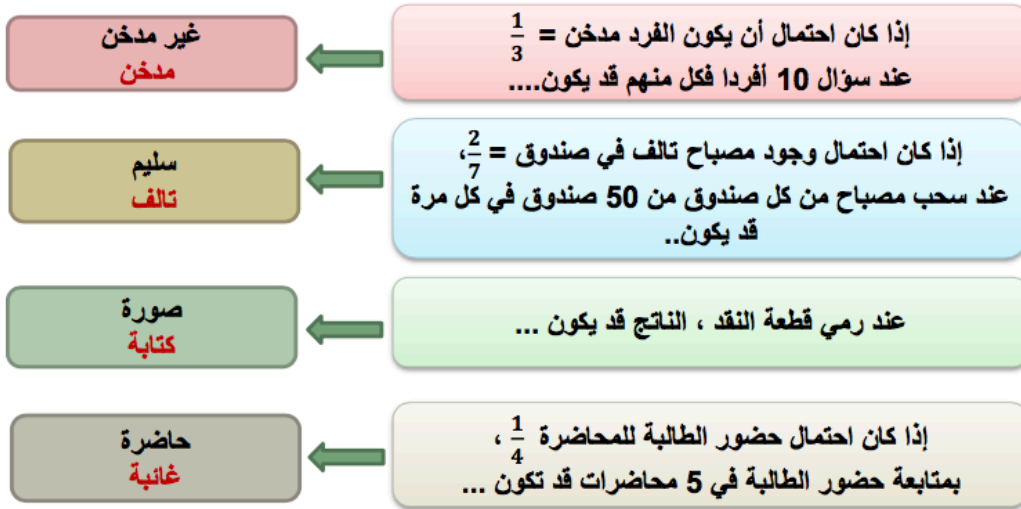 إذا كان احتمال أن يكون الفرد مدخن = 1/3
عند سؤال 10 أفردا فكل منهم قد يكون....
غير مدخن
مدخن
إذا كان احتمال وجود مصباح تالف في صندوق = 2/7،
عند سحب مصباح من كل صندوق من 50 صندوق في كل مرة
قد يكون..
سليم
تالف
عند رمي قطعة النقد ، الناتج قد يكون ...
صورة
كتابة
إذا كان احتمال حضور الطالبة للمحاضرة 1/4 ،
بمتابعة حضور الطالبة في 5 محاضرات قد تكون ...
حاضرة
غائبة